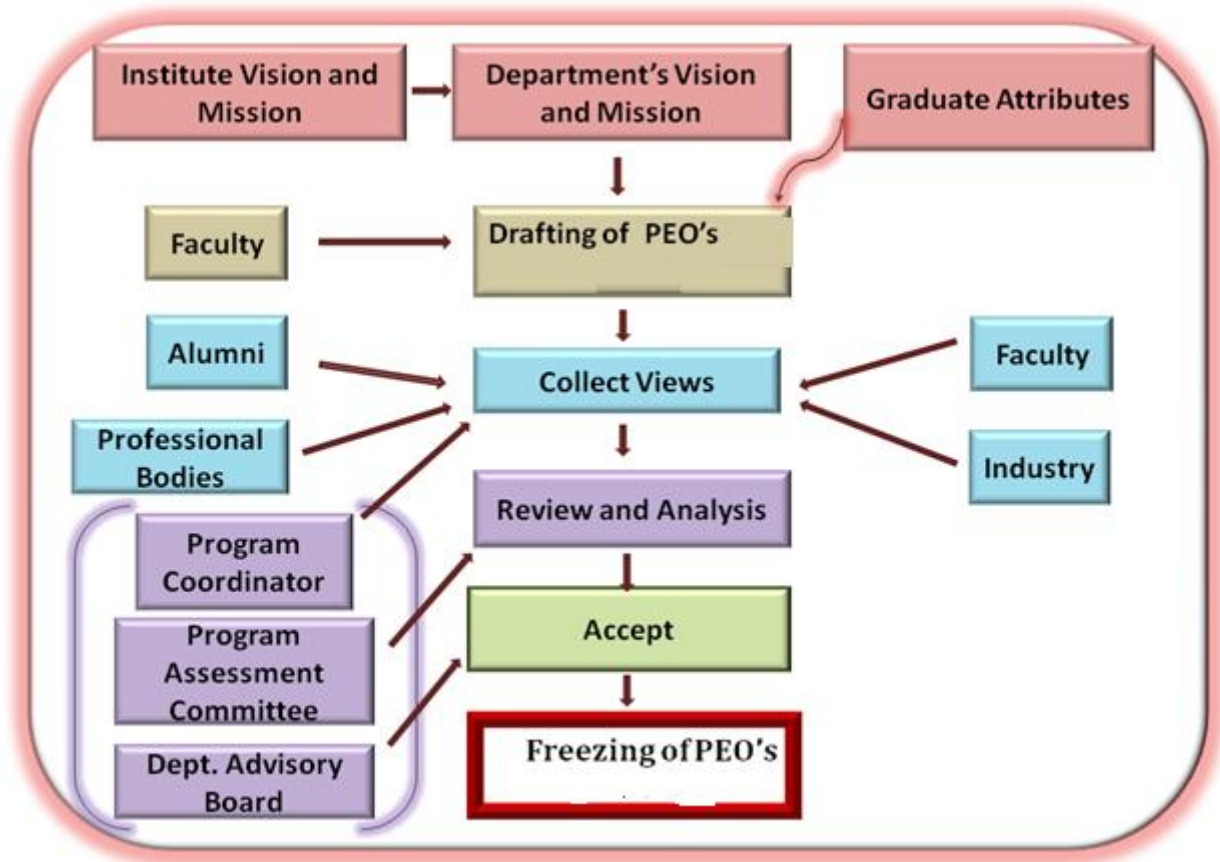 Institute Vision and
Mission
Department's Vision
and Mission
Graduate Attributes
Faculty
Drafting of PEO's
Alumni
Collect Views
Faculty
Professional
Bodies
Industry
Review and Analysis
Program
Coordinator
Accept
Program
Assessment
Committee
Freezing of PEO's
Dept. Advisory
Board